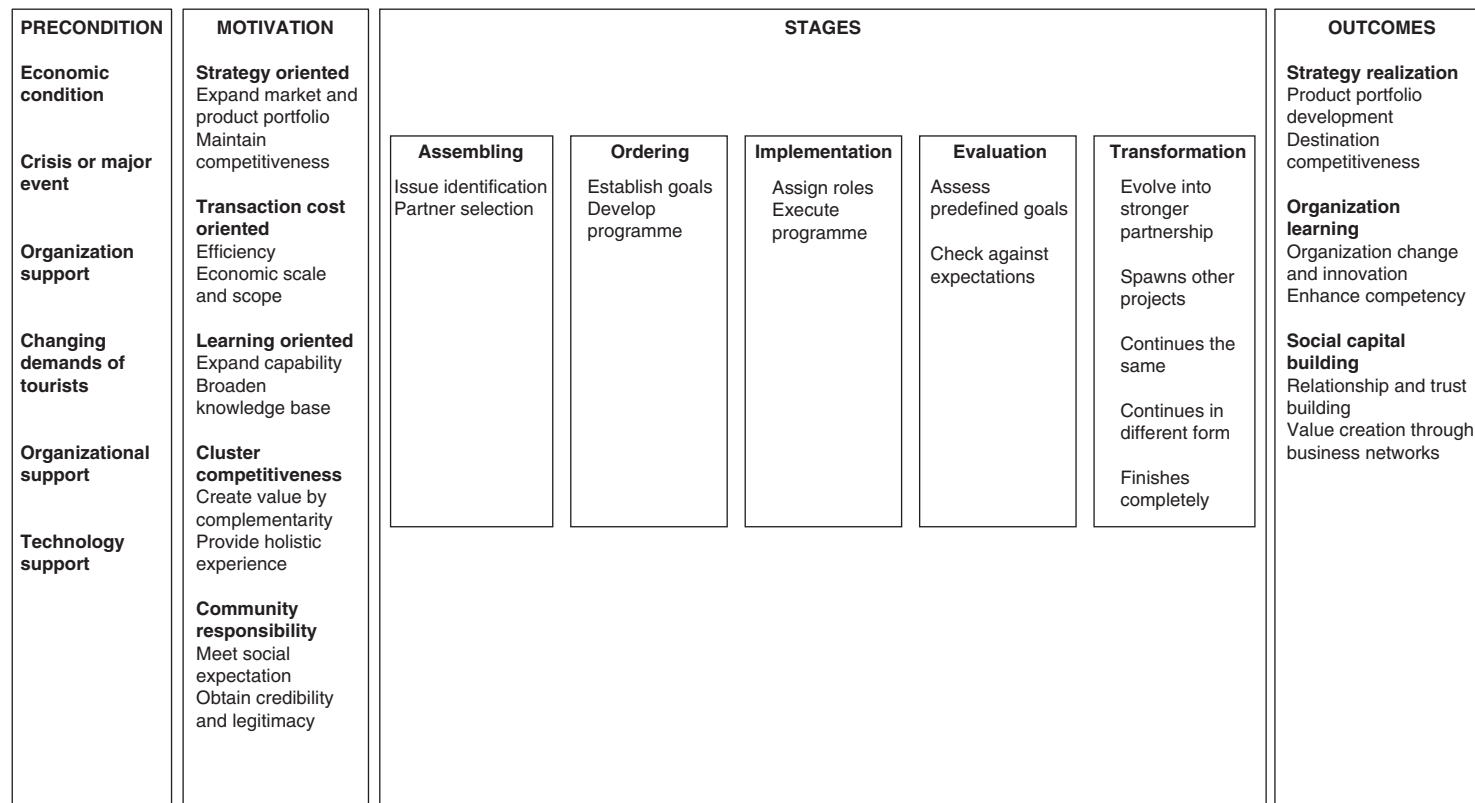 PRECONDITION
Economic
condition
Crisis or major
event
Organization
support
Changing
demands of
tourists
Organizational
support
Technology
support
MOTIVATION
Strategy oriented
Expand market and
product portfolio
Maintain
competitiveness
Transaction cost
oriented
Efficiency
Economic scale
and scope
Learning oriented
Expand capability
Broaden
knowledge base
Cluster
competitiveness
Create value by
complementarity
Provide holistic
experience
Community
responsibility
Meet social
expectation
Obtain credibility
and legitimacy
STAGES
Assembling
Issue identification
Partner selection
Ordering
Establish goals
Develop
programme
Implementation
Assign roles
Execute
programme
Evaluation
Assess
predefined goals
Check against
expectations
Transformation
Evolve into
stronger
partnership
Spawns other
projects
Continues the
same
Continues in
different form
Finishes
completely
OUTCOMES
Strategy realization
Product portfolio
development
Destination
competitiveness
Organization
learning
Organization change
and innovation
Enhance competency
Social capital
building
Relationship and trust
building
Value creation through
business networks